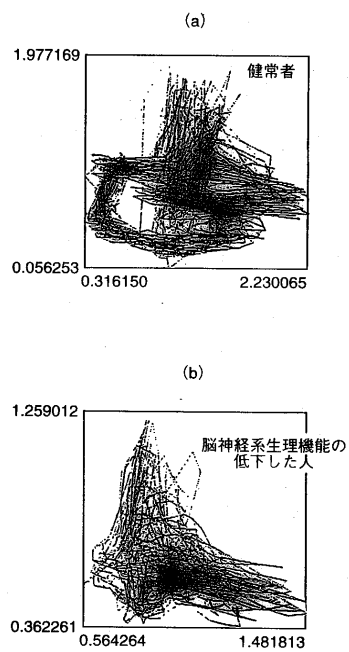 (a)
1.977169
健常者
0.056253
0.316150
2.230065
(b)
1.259012
脳神経系生理機能の
低下した人
0.362261
0.564264
1.481813